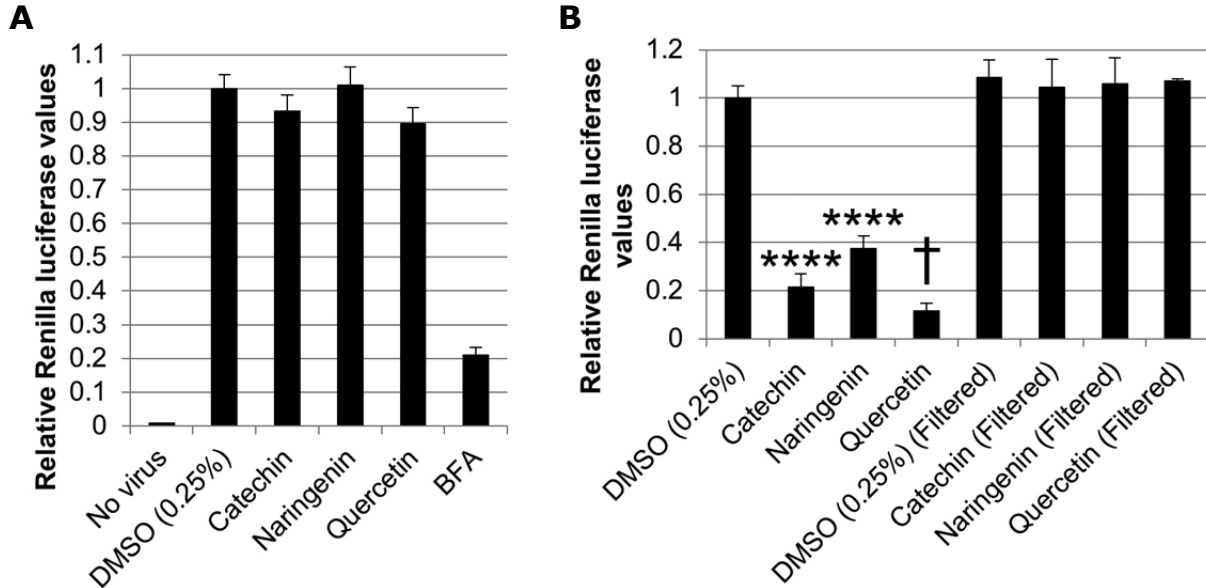 A
Relative Renilla luciferase values
1.1
1
0.9
0.8
0.7
0.6
0.5
0.4
0.3
0.2
0.1
0
No virus
DMSO (0.25%)
Catechin
Naringenin
Quercetin
BFA
B
Relative Renilla luciferase
values
1.2
1
0.8
0.6
0.4
0.2
0
****
****
†
DMSO (0.25%)
Catechin
Naringenin
Quercetin
DMSO (0.25%) (Filtered)
Catechin (Filtered)
Naringenin (Filtered)
Quercetin (Filtered)